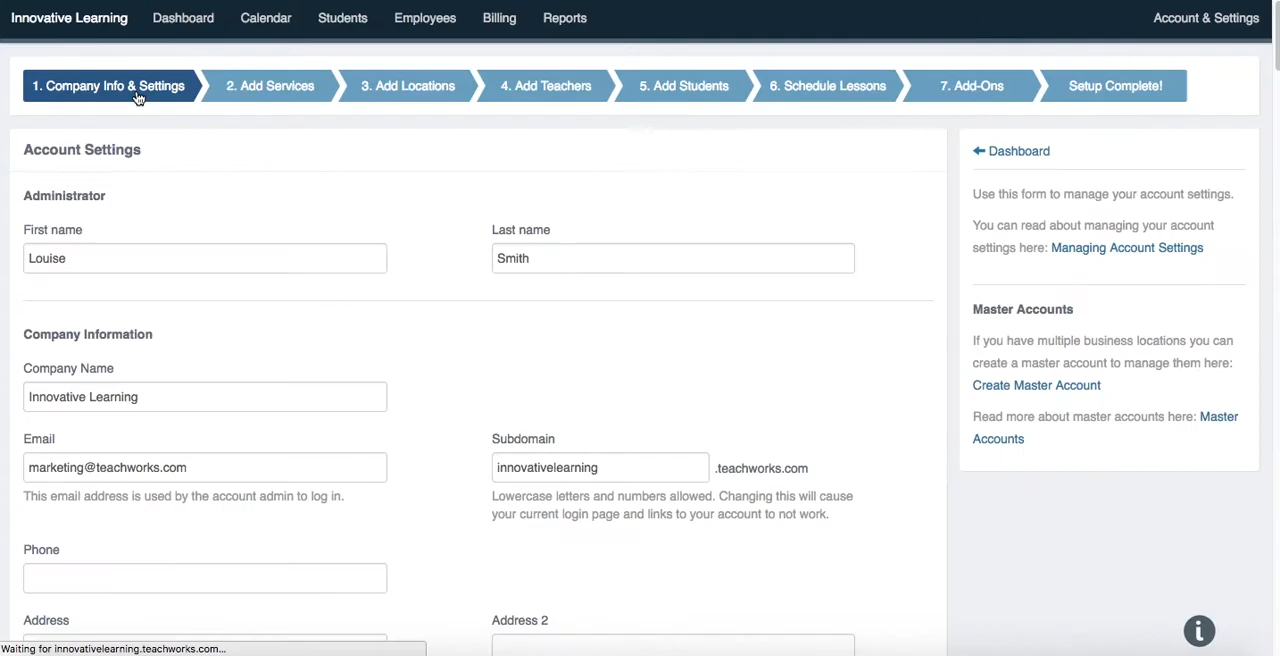 Innovative Learning Dashboard Calendar Students Employees Billing Reports Account & Settings
1. Company Info & Settings 2. Add Services 3. Add Locations 4. Add Teachers 5. Add Students 6. Schedule Lessons 7. Add-Ons Setup Complete!
Account Settings
Administrator
First name Last name
Louise Smith
Company Information
Company Name
Innovative Learning
Email Subdomain
marketing@teachworks.com innovativelearning .teachworks.com
This email address is used by the account admin to log in. Lowercase letters and numbers allowed. Changing this will cause
your current login page and links to your account to not work.
Phone
Address Address 2
Dashboard
Use this form to manage your account settings.
You can read about managing your account
settings here: Managing Account Settings
Master Accounts
If you have multiple business locations you can
create a master account to manage them here:
Create Master Account
Read more about master accounts here: Master
Accounts
Waiting for innovativelearning.teachworks.com...